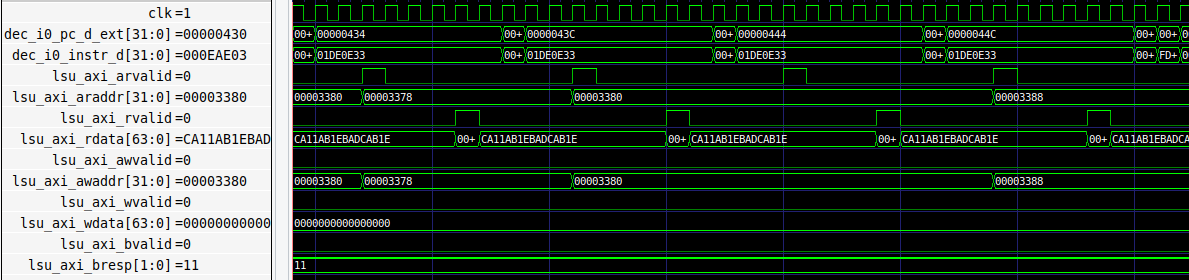 clk =1
dec_i0_pc_d_ext[31:0] =00000430 00+ 00000434 00+ 0000043C 00+ 00000444 00+ 0000044C 00+ 00+ 00
dec_i0_instr_d[31:0] =000EAE03 00+ 01DE0E33 00+ 01DE0E33 00+ 01DE0E33 00+ 01DE0E33 00+ FD+ 0
lsu_axi_arvalid =0
lsu_axi_araddr[31:0] =00003380 00003380 00003378 00003380 00003388
lsu_axi_rvalid =0
lsu_axi_rdata[63:0] =CA11AB1EBAD CA11AB1EBADCAB1E 00+ CA11AB1EBADCAB1E 00+ CA11AB1EBADCAB1E 00+ CA11AB1EBADCAB1E 00+ CA11AB1EBADCA
lsu_axi_awvalid =0
lsu_axi_awaddr[31:0] =00003380 00003380 00003378 00003380 00003388
lsu_axi_wvalid =0
lsu_axi_wdata[63:0] =00000000000 0000000000000000
lsu_axi_bvalid =0
lsu_axi_bresp[1:0] =11 11